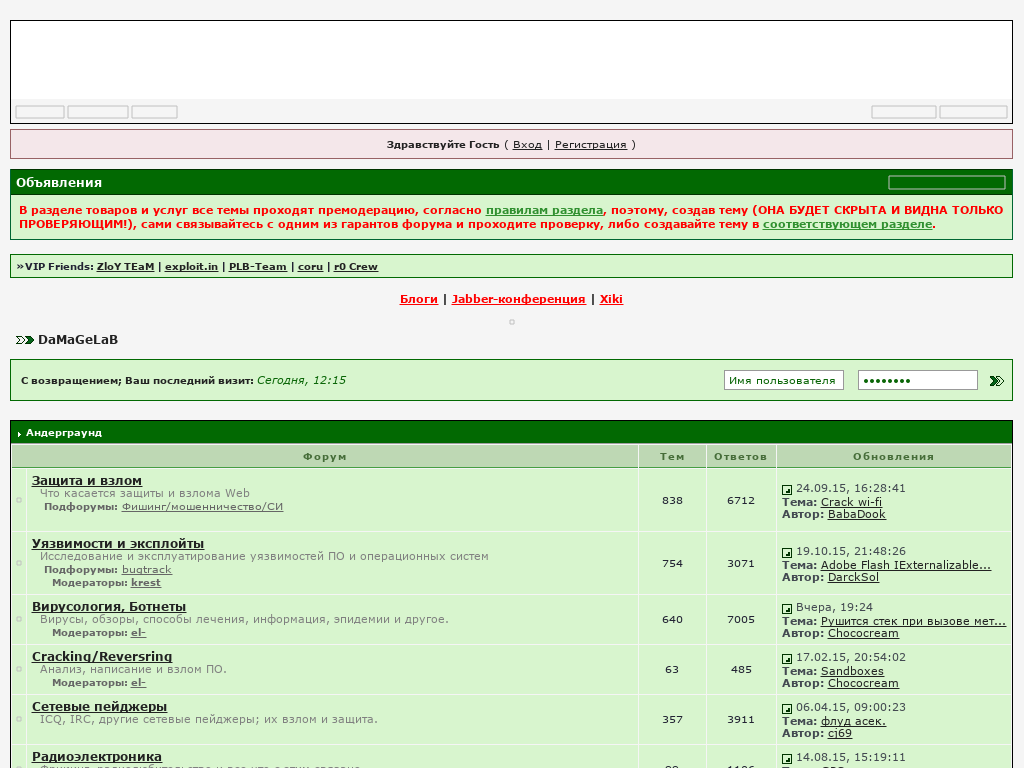 Здравствуйте Гость ( Вход | Регистрация )
Объявления
В разделе товаров и услуг все темы проходят премодерацию, согласно правилам раздела, поэтому, создав тему (ОНА БУДЕТ СКРЫТА И ВИДНА ТОЛЬКО
ПРОВЕРЯЮЩИМ!), сами связывайтесь с одним из гарантов форума и проходите проверку, либо создавайте тему в соответствующем разделе.
»VIP Friends: ZloY TEaM | exploit.in | PLB-Team | coru | r0 Crew
Блоги | Jabber-конференция | Xiki
DaMaGeLaB
С возвращением; Ваш последний визит: Сегодня, 12:15
Имя пользователя ••••••••
Андерграунд
Форум Тем Ответов Обновления
Защита и взлом
Что касается защиты и взлома Web
Подфорумы: Фишинг/мошенничество/СИ
838 6712
24.09.15, 16:28:41
Тема: Crack wi-fi
Автор: BabaDook
Уязвимости и эксплойты
Исследование и эксплуатирование уязвимостей ПО и операционных систем
Подфорумы: bugtrack
Модераторы: krest
754 3071
19.10.15, 21:48:26
Тема: Adobe Flash IExternalizable...
Автор: DarckSol
Вирусология, Ботнеты
Вирусы, обзоры, способы лечения, информация, эпидемии и другое.
Модераторы: el-
640 7005
Вчера, 19:24
Тема: Рушится стек при вызове мет...
Автор: Chococream
Cracking/Reversring
Анализ, написание и взлом ПО.
Модераторы: el-
63 485
17.02.15, 20:54:02
Тема: Sandboxes
Автор: Chococream
Сетевые пейджеры
ICQ, IRC, другие сетевые пейджеры; их взлом и защита.
357 3911
06.04.15, 09:00:23
Тема: флуд асек.
Автор: cj69
Радиоэлектроника
14.08.15, 15:19:11